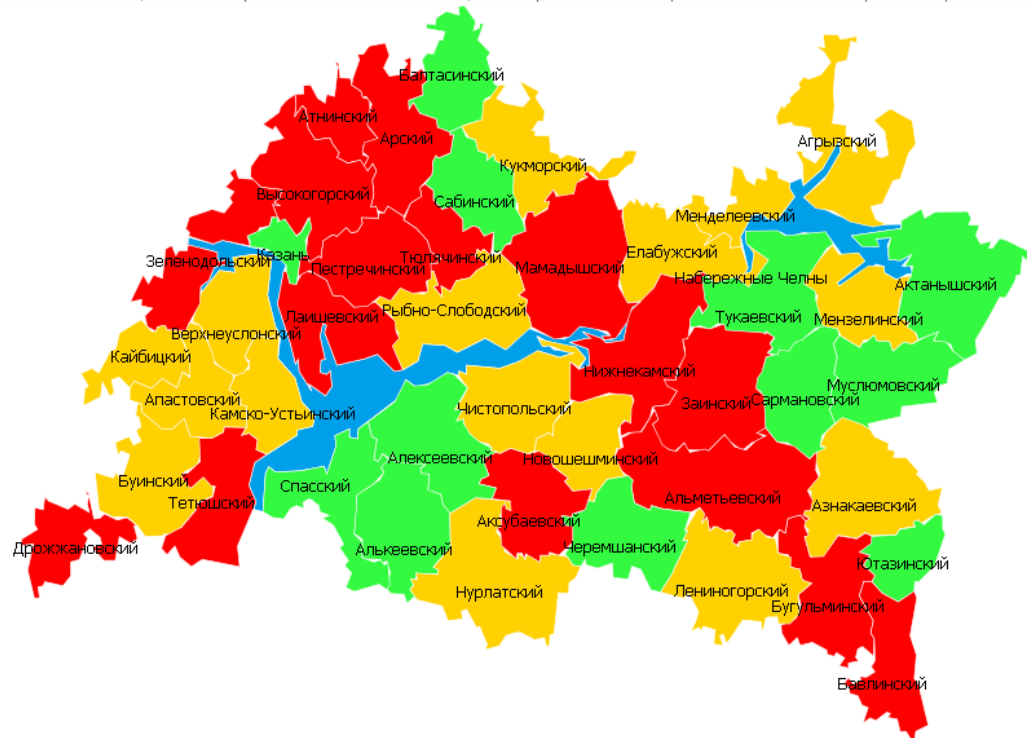 Балтасинский
Атнинский
Арский
Агрызский
Кукморский
Высокогорский
Сабинский
Менделеевский
Казань
Зеленодольский
Пестречинский
Тюлячинский
Мамадышский
Елабужский
Набережные Челны
Актанышский
Рыбно-Слободский
Лаишевский
Тукаевский
Мензелинский
Верхнеуслонский
Кайбицкий
Нижнекамский
Муслюмовский
Апастовский
Камско-Устьинский
Чистопольский
Заинский
Сармановский
Алексеевский
Новошешминский
Буинский
Спасский
Тетюшский
Альметьевский
Азнакаевский
Аксубаевский
Дрожжановский
Алькеевский
Черемшанский
Ютазинский
Нурлатский
Лениногорский
Бугульминский
Бавлинский